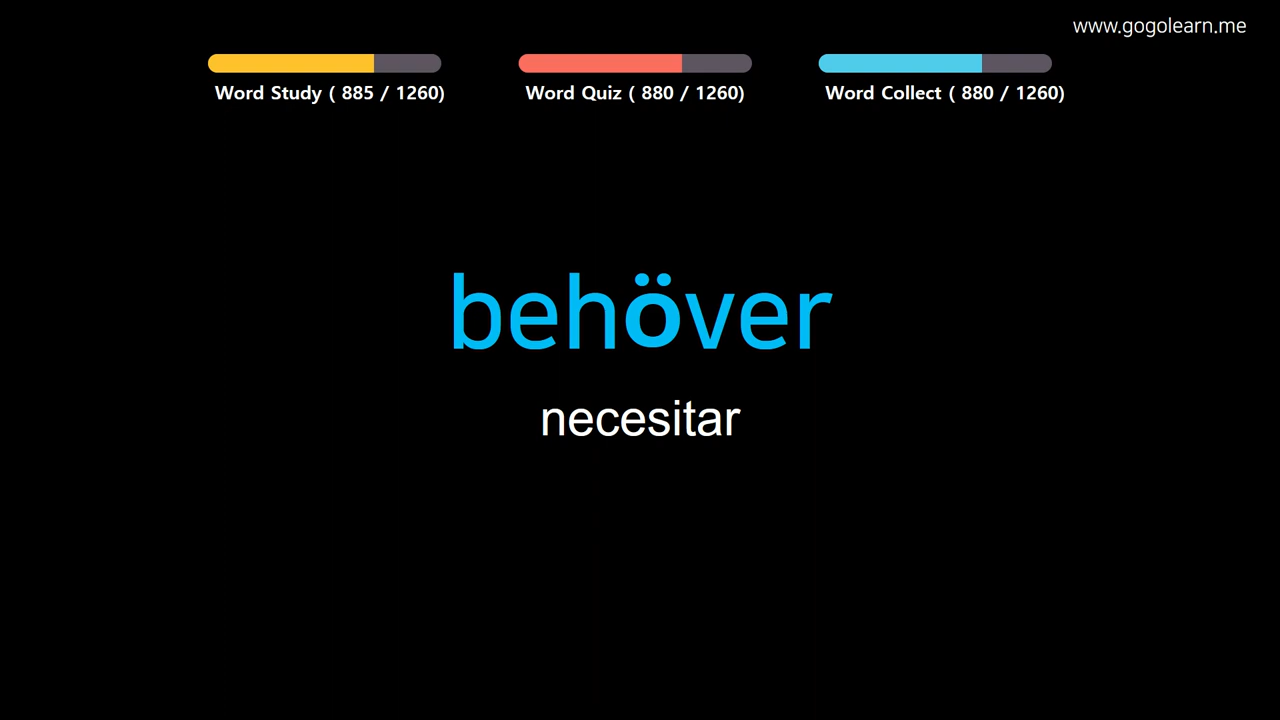 www.gogolearn.me
Word Study ( 885 / 1260)
Word Quiz ( 880 / 1260)
Word Collect ( 880 / 1260)
behöver
necesitar